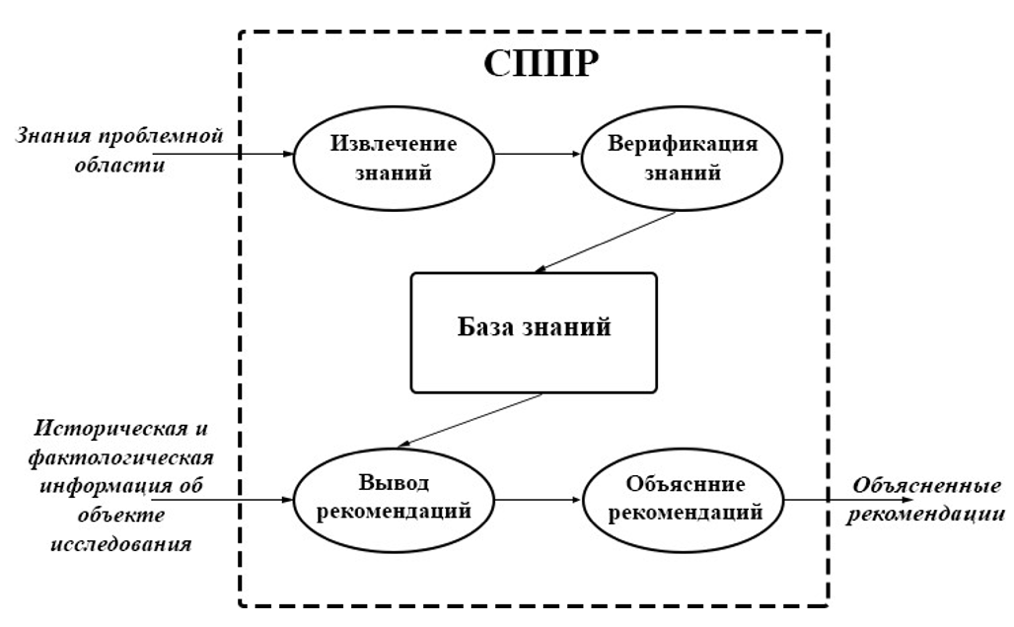 СППР
Знания проблемной
области
Извлечение
знаний
Верификация
знаний
База знаний
Историческая и
фактологическая
информация об
объекте
исследования
Вывод
рекомендаций
Объяснние
рекомендаций
Объясненные
рекомендации